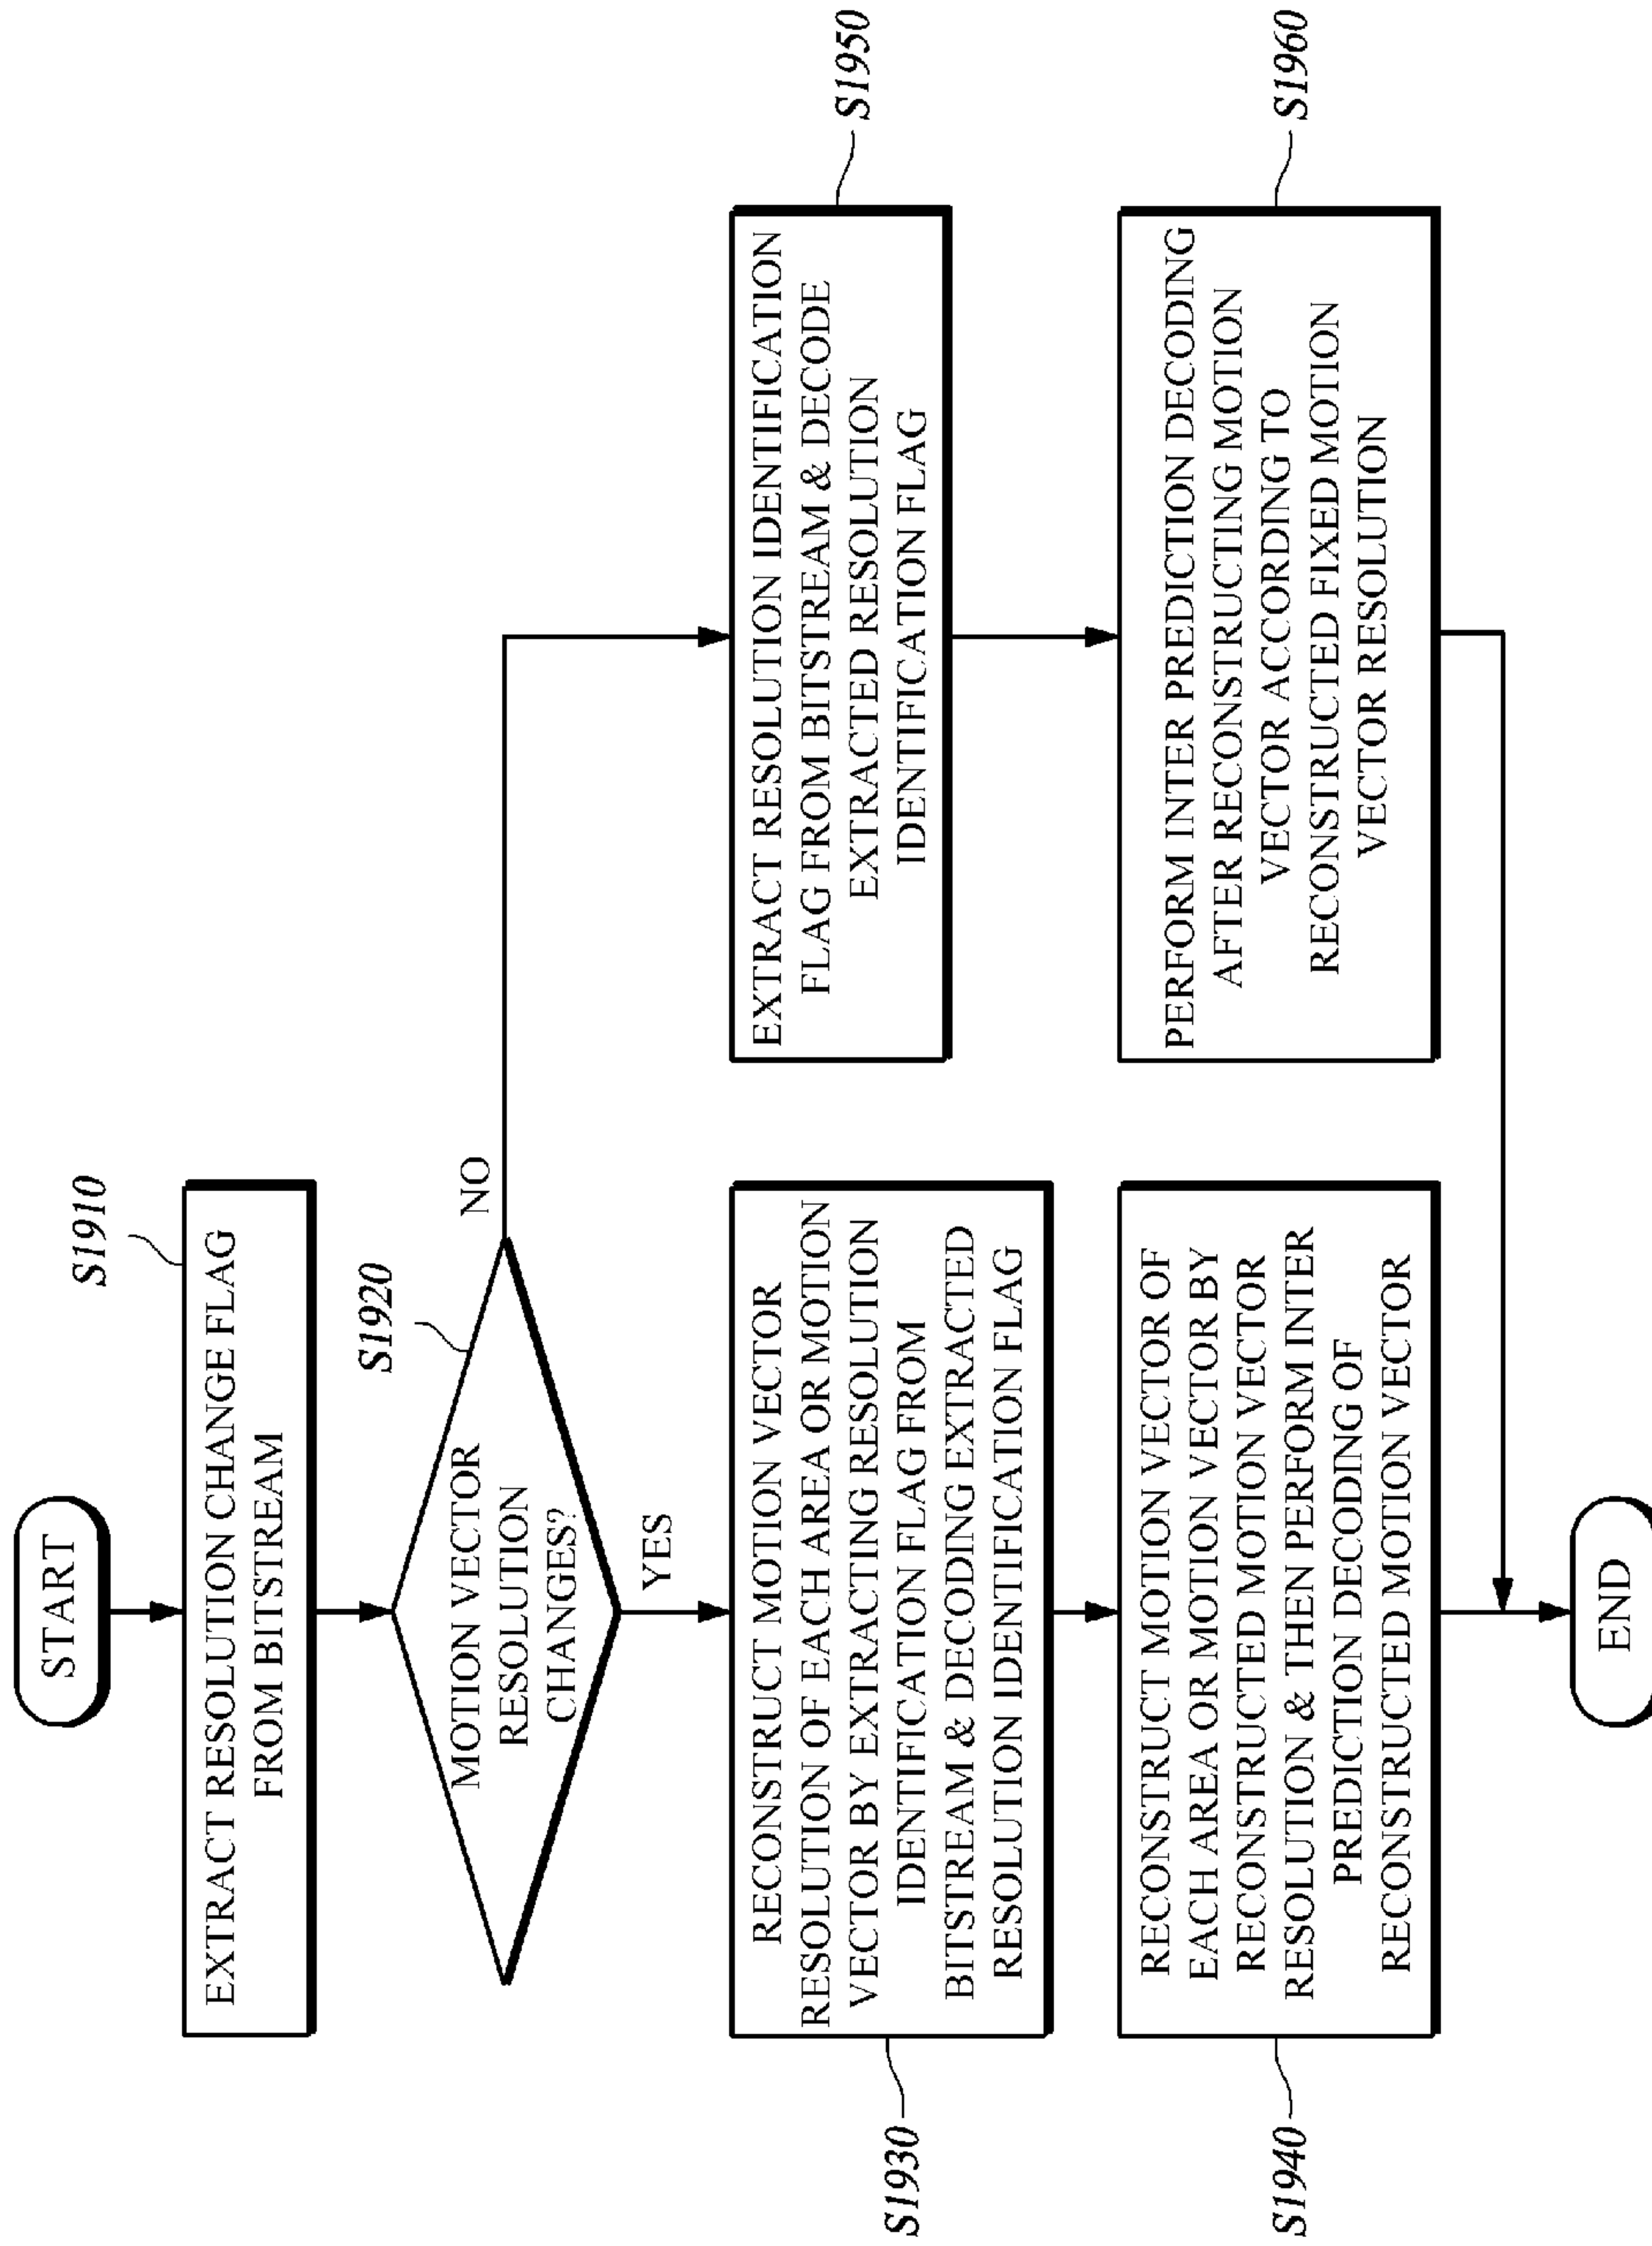 START
S1910
EXTRACT RESOLUTION CHANGE FLAG
FROM BITSTREAM
S1920
MOTION VECTOR
RESOLUTION
CHANGES?
NO
YES
S1930
RECONSTRUCT MOTION VECTOR
RESOLUTION OF EACH AREA OR MOTION
VECTOR BY EXTRACTING RESOLUTION
IDENTIFICATION FLAG FROM
BITSTREAM & DECODING EXTRACTED
RESOLUTION IDENTIFICATION FLAG
S1950
EXTRACT RESOLUTION IDENTIFICATION
FLAG FROM BITSTREAM & DECODE
EXTRACTED RESOLUTION
IDENTIFICATION FLAG
S1940
RECONSTRUCT MOTION VECTOR OF
EACH AREA OR MOTION VECTOR BY
RECONSTRUCTED MOTION VECTOR
RESOLUTION & THEN PERFORM INTER
PREDICTION DECODING OF
RECONSTRUCTED MOTION VECTOR
S1960
PERFORM INTER PREDICTION DECODING
AFTER RECONSTRUCTING MOTION
VECTOR ACCORDING TO
RECONSTRUCTED FIXED MOTION
VECTOR RESOLUTION
END